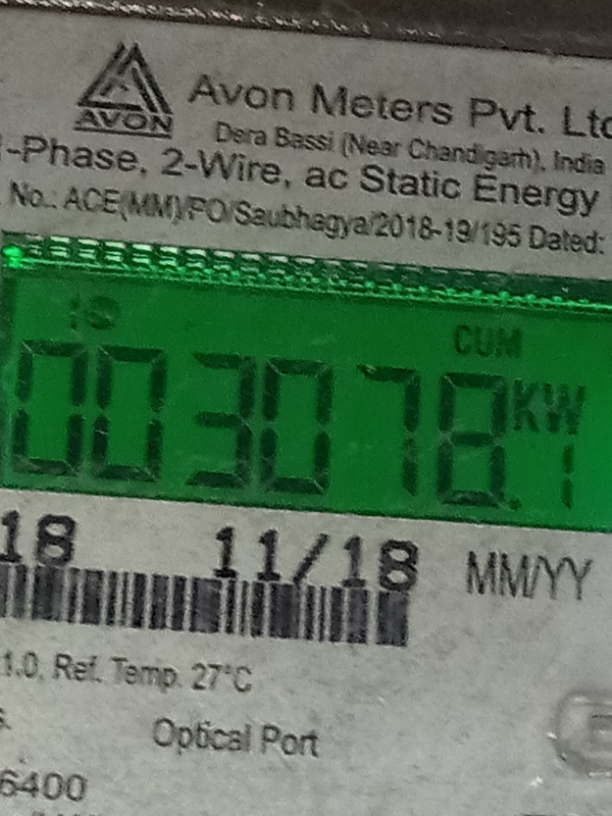 AVON
Avon Meters Pvt. Ltd
Dera Bassi (Near Chandigarh), India
-Phase, 2-Wire, ac Static Energy
No.: ACE(MM)/PO/Saubhagya/2018-19/195 Dated:
CUM
003078.1 KW
18 11/18 MM/YY
1.0, Ref. Temp. 27°C
Optical Port
6400